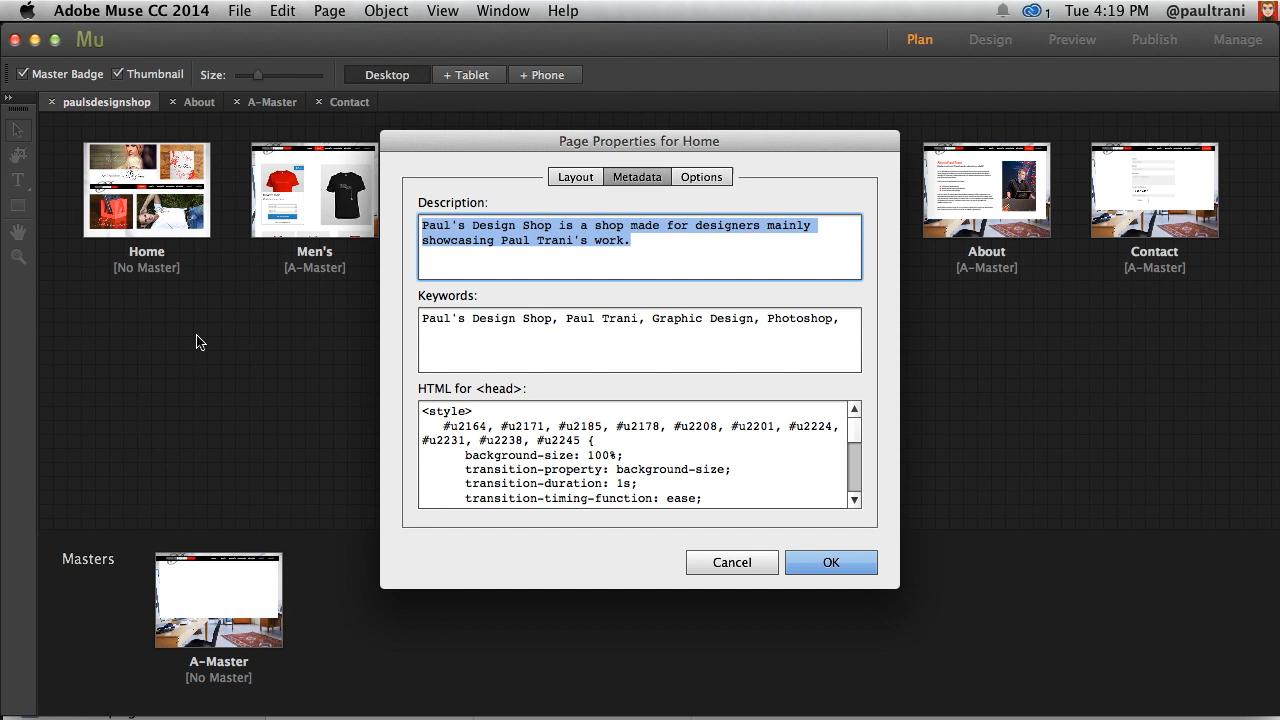 Adobe Muse CC 2014 File Edit Page Object View Window Help 1 Tue 4:19 PM @paultrani
Mu Plan Design Preview Publish Manage
Master Badge Thumbnail Size: Desktop + Tablet + Phone
paulsdesignshop About A-Master Contact
Page Properties for Home
Layout Metadata Options
Description:
Paul's Design Shop is a shop made for designers mainly
showcasing Paul Trani's work.
Keywords:
Paul's Design Shop, Paul Trani, Graphic Design, Photoshop,
HTML for <head>:
<style>
#u2164, #u2171, #u2185, #u2178, #u2208, #u2201, #u2224,
#u2231, #u2238, #u2245 {
background-size: 100%;
transition-property: background-size;
transition-duration: 1s;
transition-timing-function: ease;
Cancel OK
Home
[No Master]
Men's
[A-Master]
About
[A-Master]
Contact
[A-Master]
Masters
A-Master
[No Master]